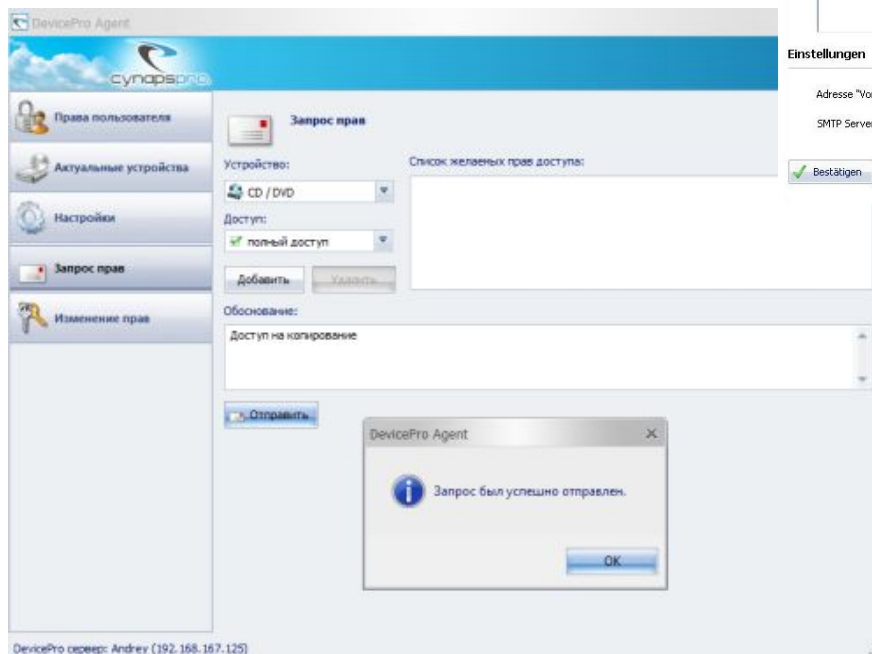 DevicePro Agent
cynapspro
Права пользователя
Актуальные устройства
Настройки
Запрос прав
Изменение прав
Запрос прав
Устройство:
CD / DVD
Доступ:
полный доступ
Добавить
Удалить
Список желаемых прав доступа:
Обоснование:
Доступ на копирование
Отправить
DevicePro Agent
Запрос был успешно отправлен.
OK
DevicePro сервер: Andrey (192.168.167.125)
Einstellungen
Adresse "Vo
SMTP Server
Bestätigen